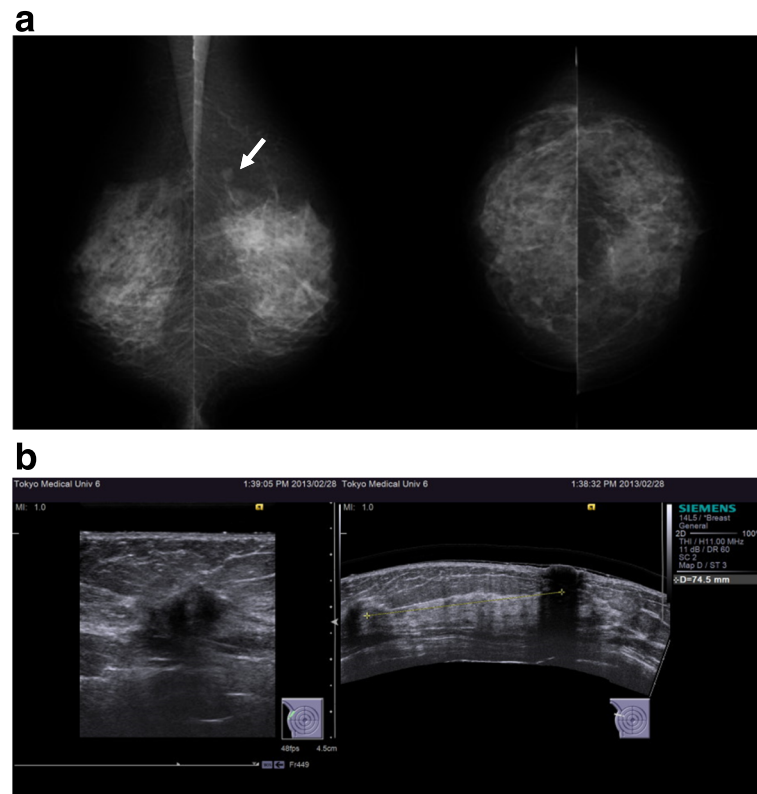 a
b
Tokyo Medical Univ 6 1:39:05 PM 2013/02/28 Tokyo Medical Univ 6 1:38:32 PM 2013/02/28
MI: 1.0 MI: 1.0
SIEMENS
14L5 / *Breast
General
2D 100%
THI / H11.00 MHz
11 dB / DR 60
SC 2
Map D / ST 3
D=74.5 mm
48fps 4.5cm
Fr449